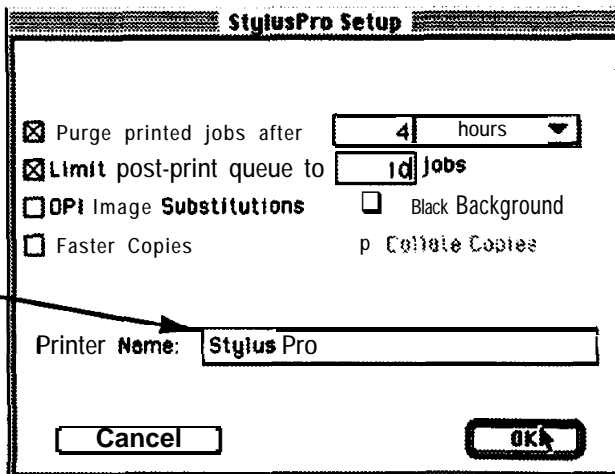 StylusPro Setup
Purge printed jobs after 4 hours
Limit post-print queue to 10 jobs
OPI Image Substitutions Black Background
Faster Copies p Collate Copies
Printer Name: Stylus Pro
Cancel OK